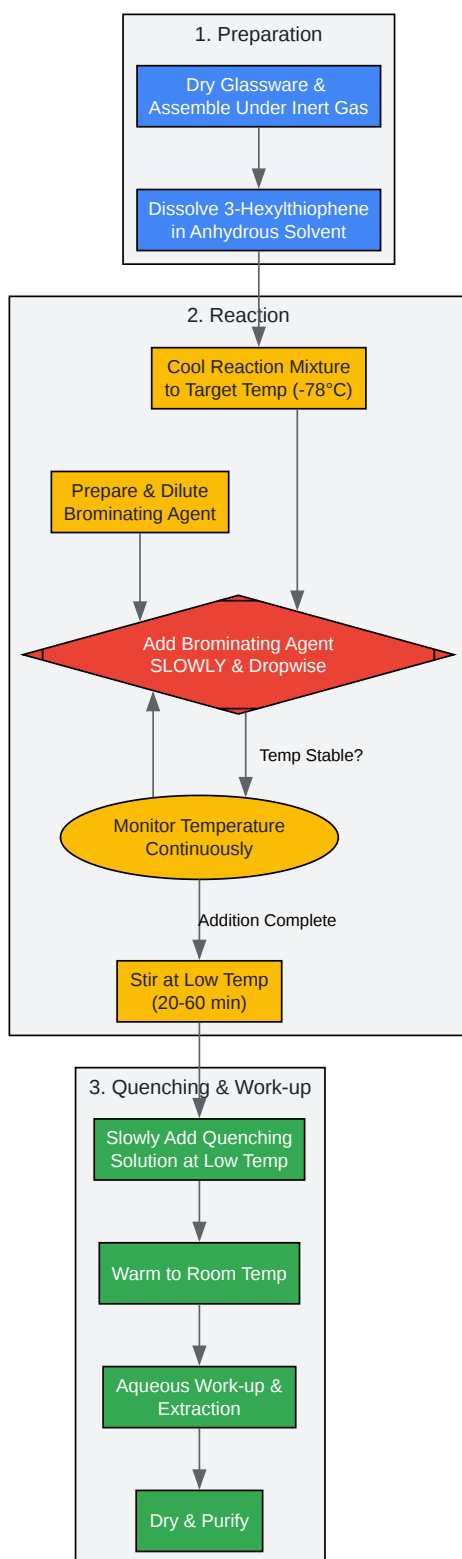 1. Preparation
Dry Glassware &
Assemble Under Inert Gas
Dissolve 3-Hexylthiophene
in Anhydrous Solvent
2. Reaction
Cool Reaction Mixture
to Target Temp (-78°C)
Prepare & Dilute
Brominating Agent
Add Brominating Agent
SLOWLY & Dropwise
Temp Stable?
Monitor Temperature
Continuously
Addition Complete
Stir at Low Temp
(20-60 min)
3. Quenching & Work-up
Slowly Add Quenching
Solution at Low Temp
Warm to Room Temp
Aqueous Work-up &
Extraction
Dry & Purify